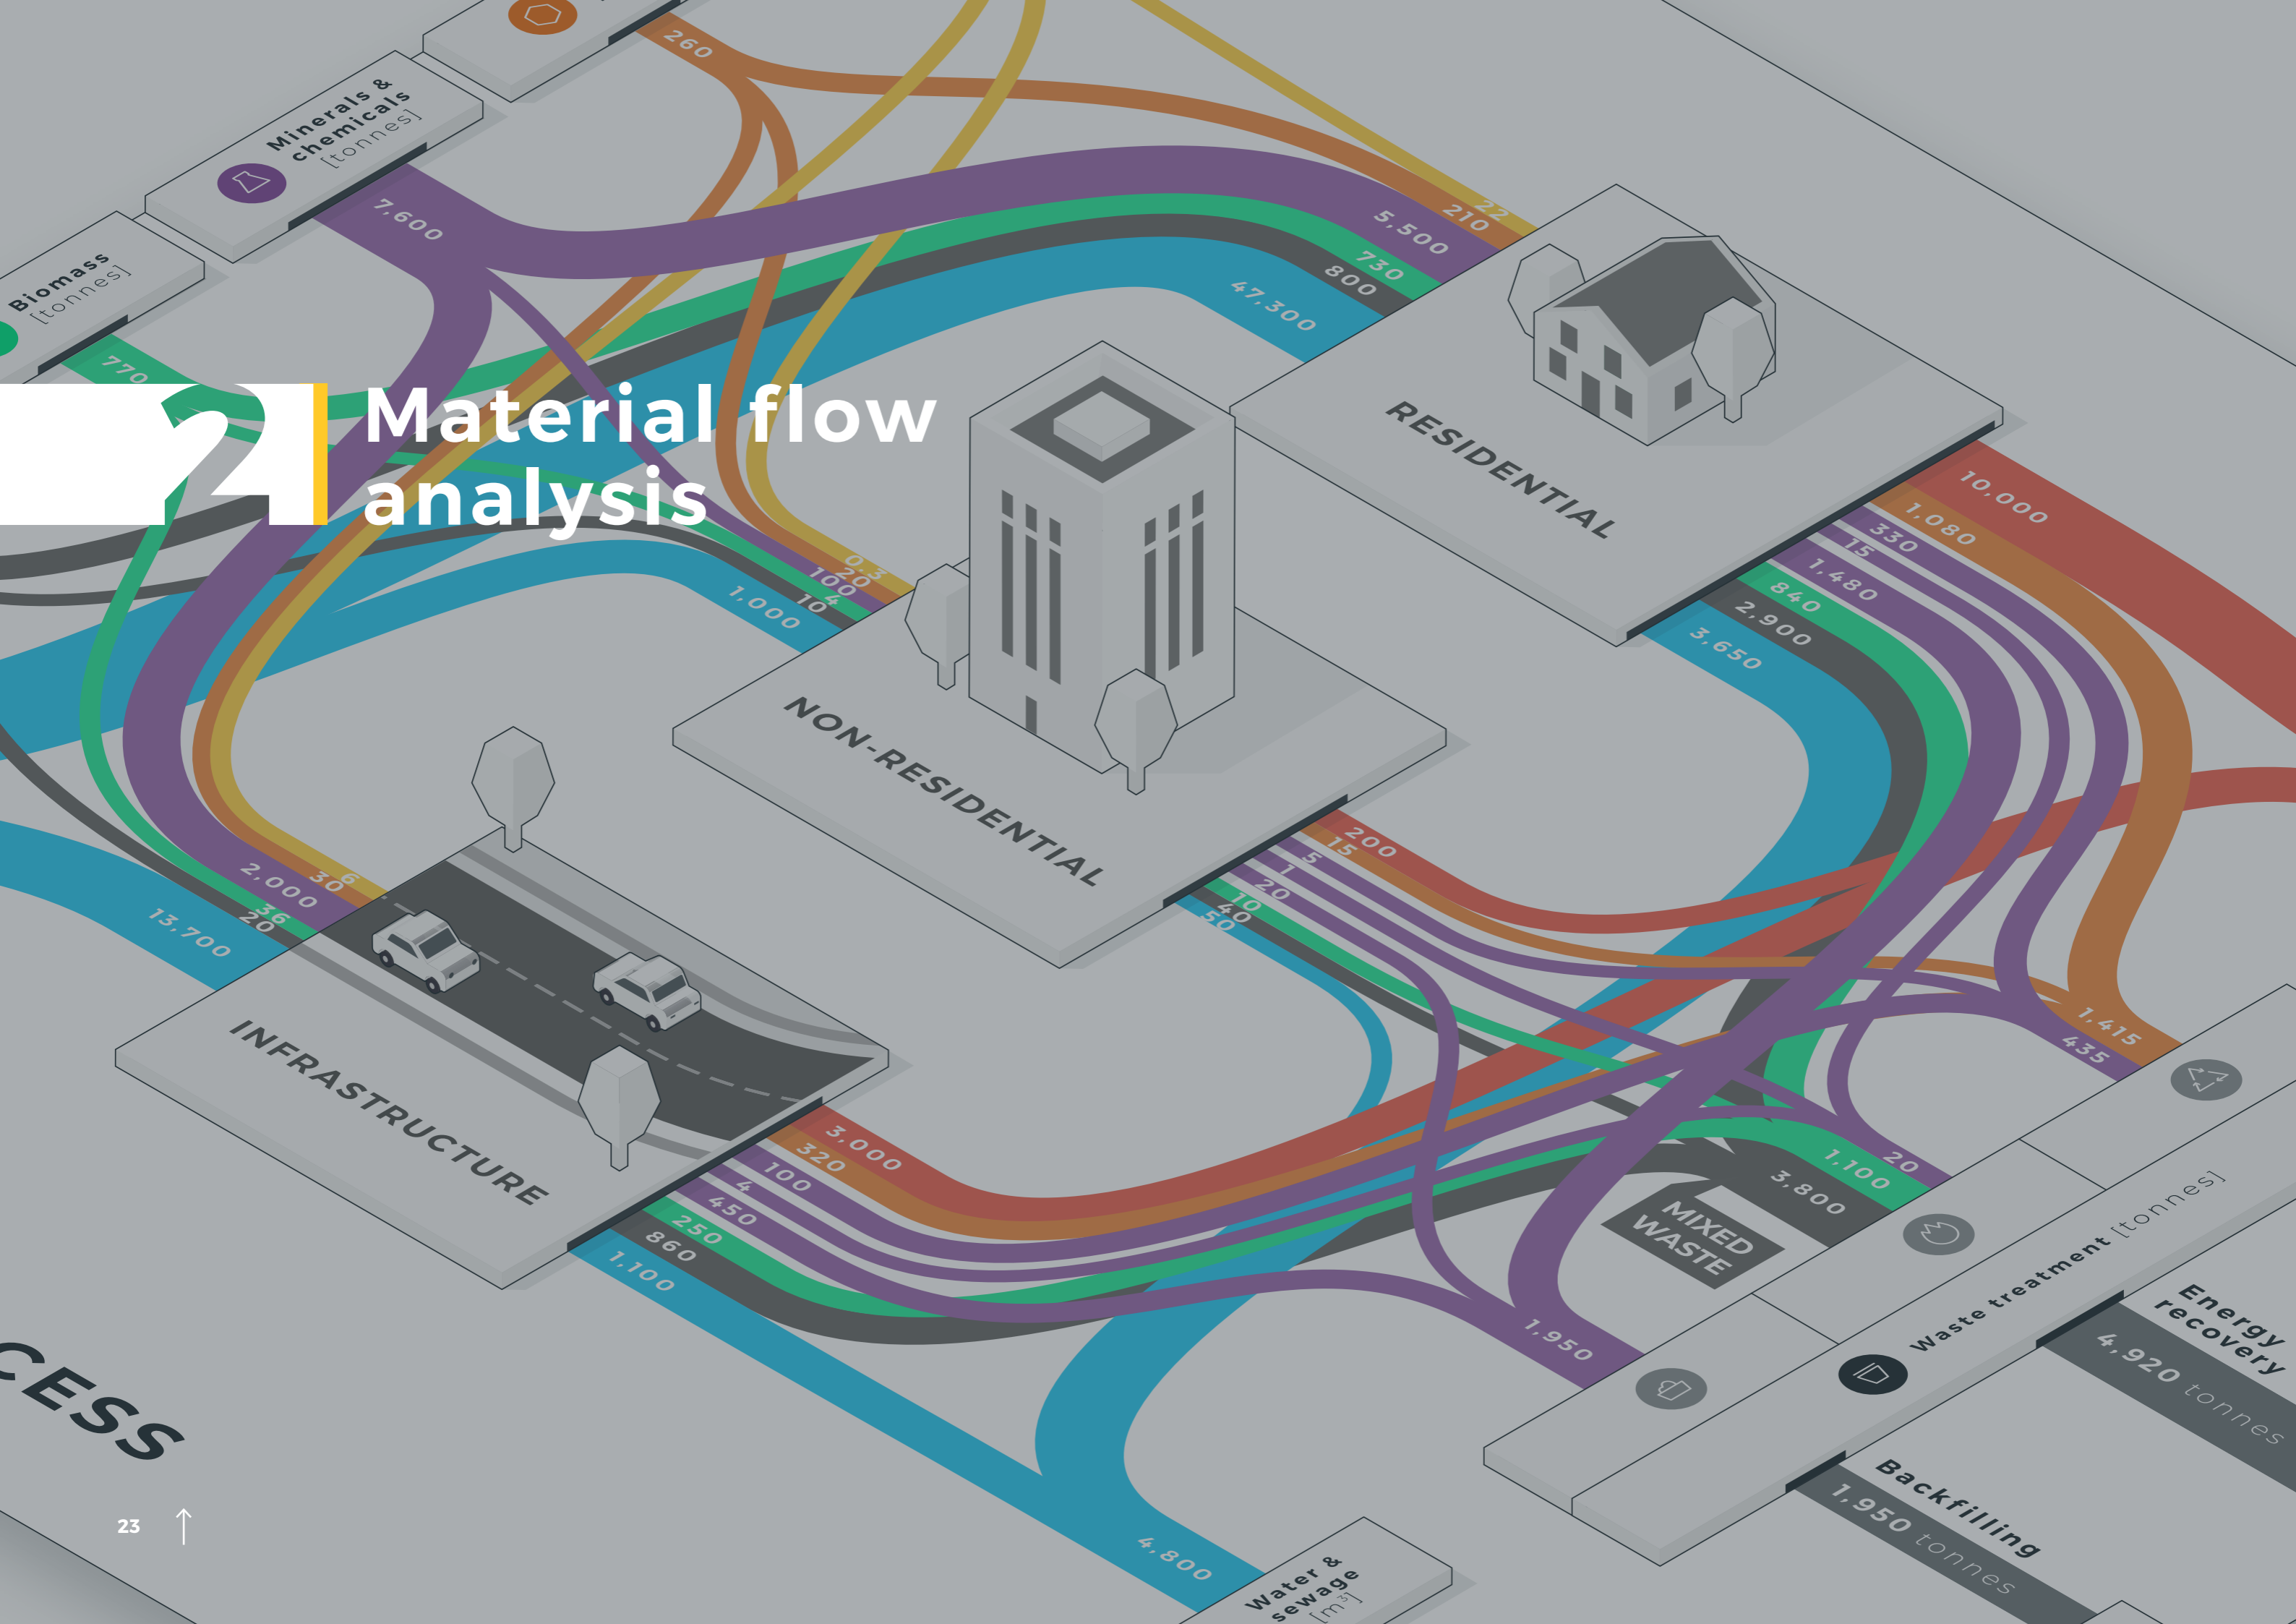 260
Minerals &
chemicals
[tonnes]
7,600
Biomass
[tonnes]
770
22
210
5,500
730
800
47,300
2
Material flow
analysis
RESIDENTIAL
10,000
1,080
330
15
1,480
840
2,900
3,650
0.3
20
100
4
10
1,000
NON-RESIDENTIAL
200
15
5
1
20
10
40
50
6
30
2,000
36
20
13,700
INFRASTRUCTURE
3,000
320
100
4
450
250
860
1,100
1,415
435
20
1,100
3,800
MIXED
WASTE
1,950
Waste treatment [tonnes]
Energy
recovery
4,920 tonnes
Backfilling
1,950 tonnes
CESS
4,800
Water &
sewage
[m³]
23